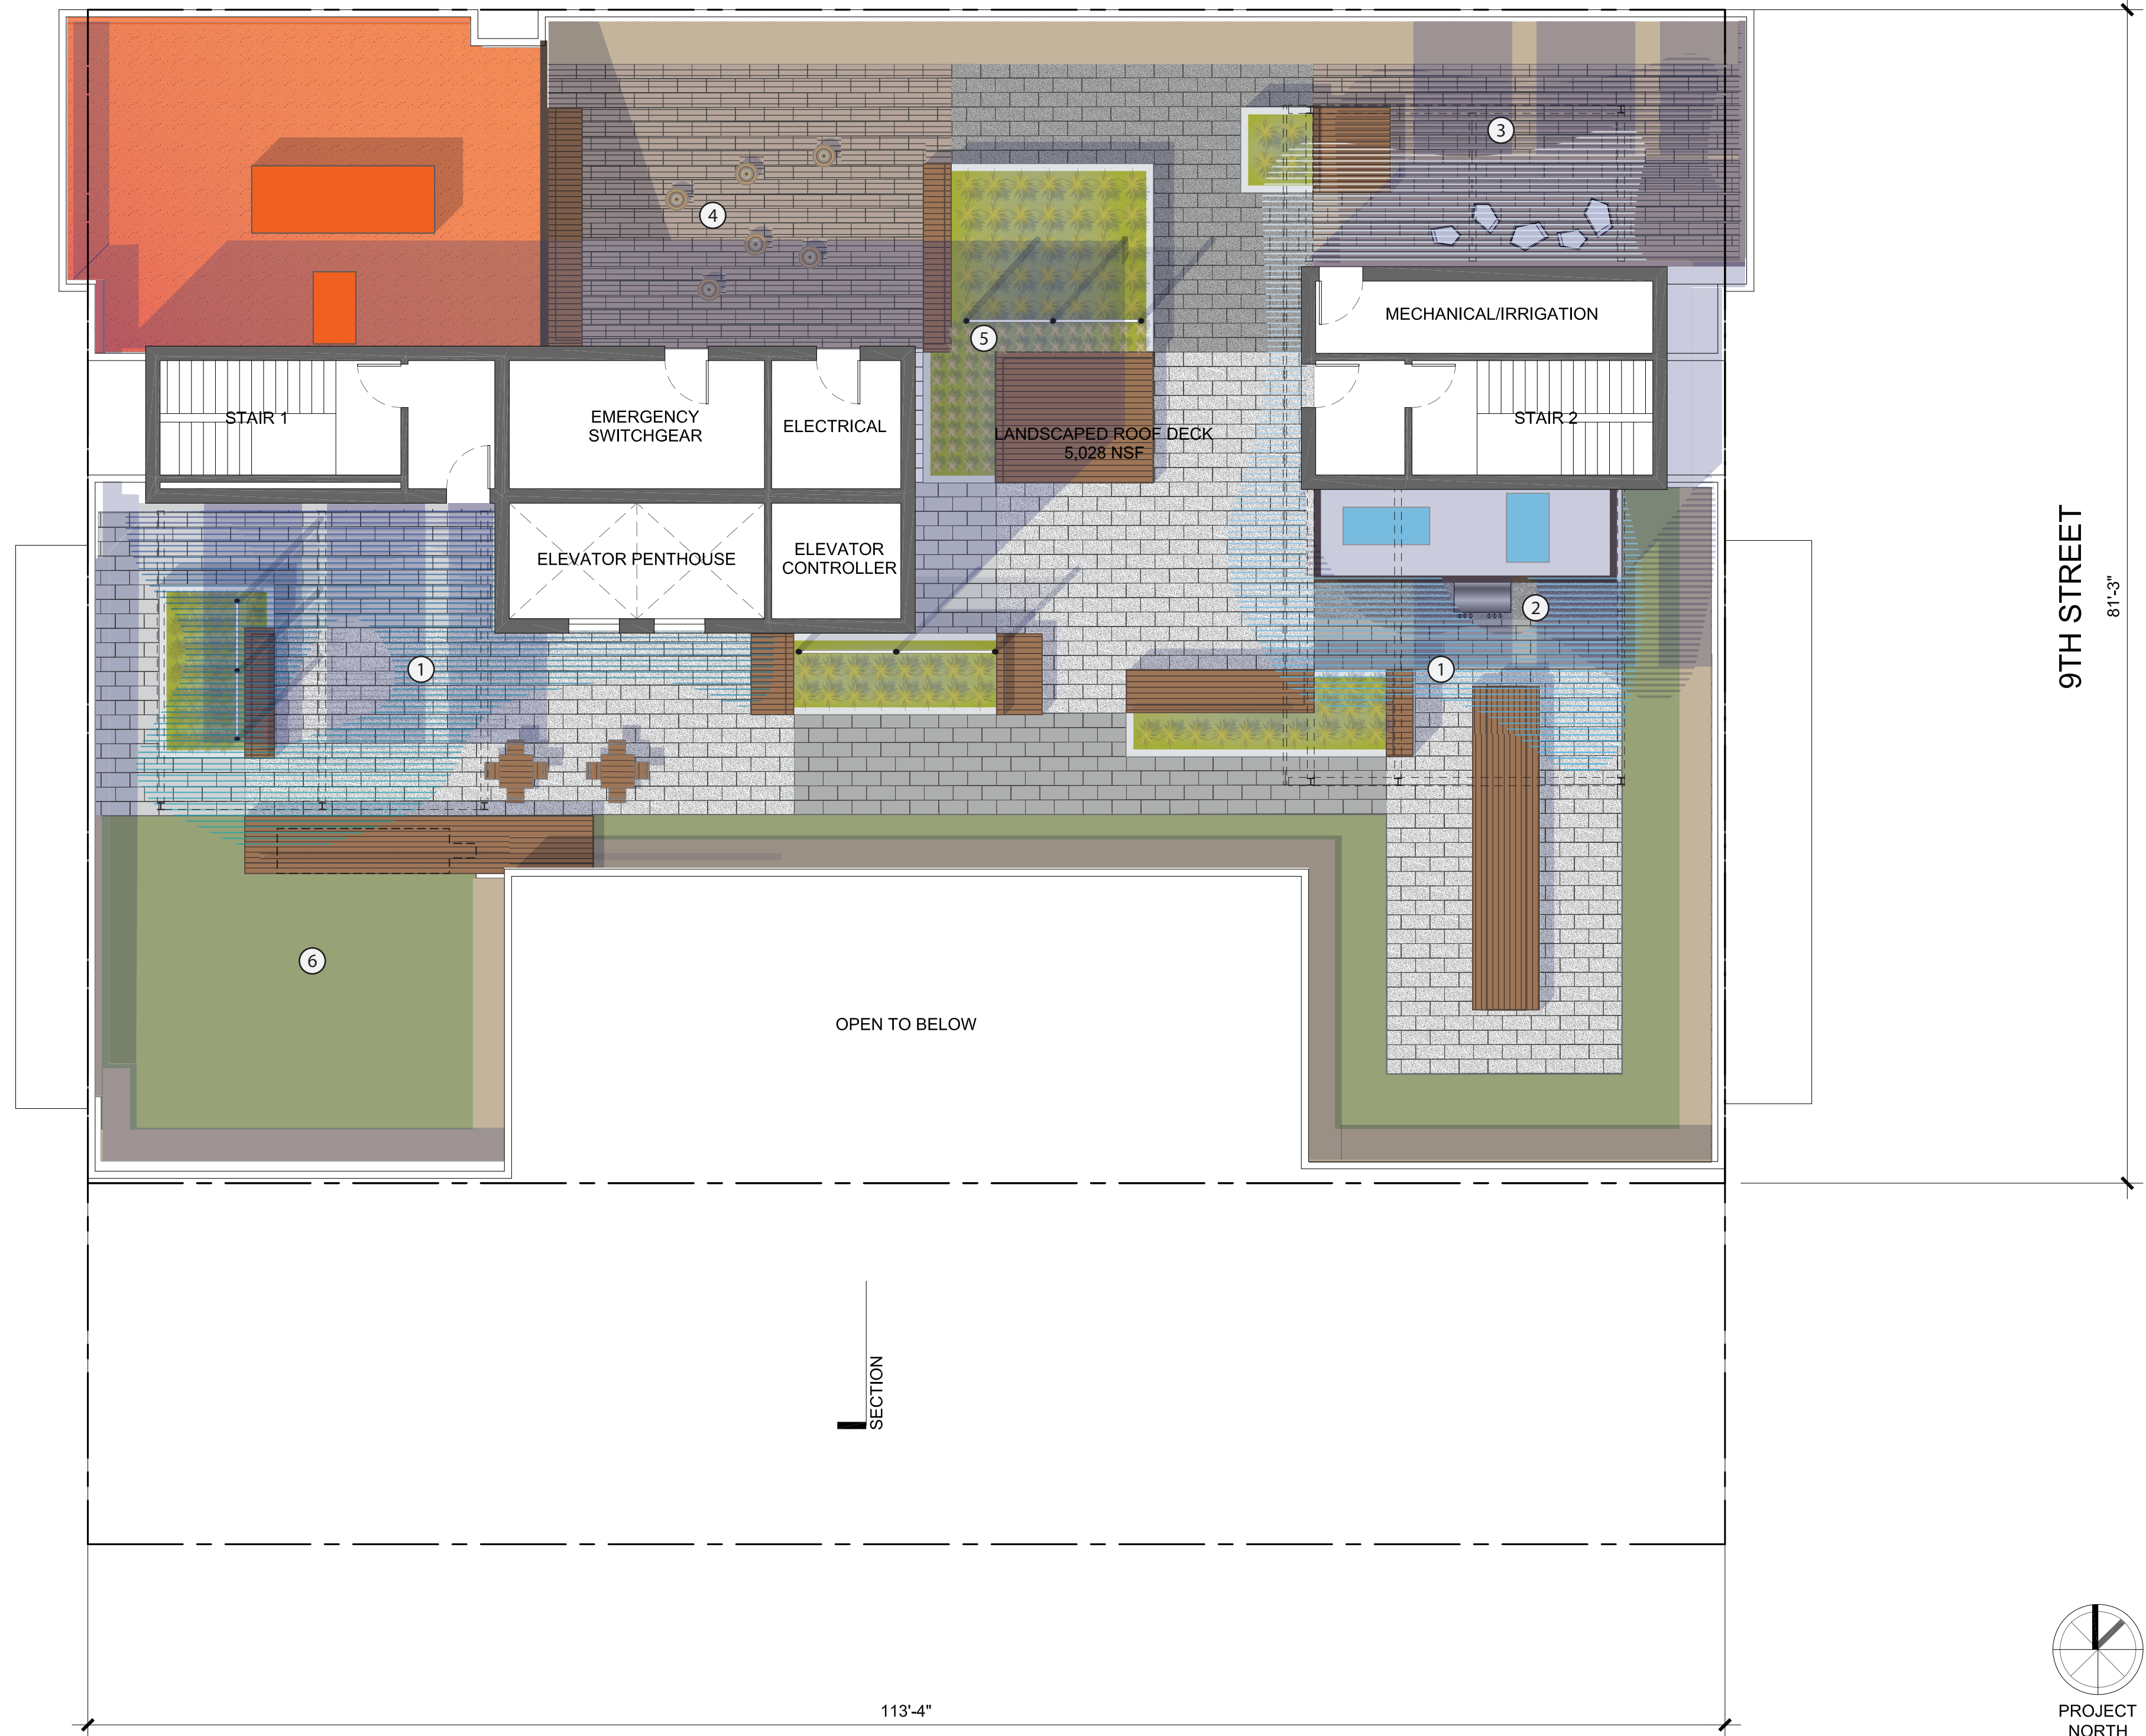 3
4
MECHANICAL/IRRIGATION
5
STAIR 1
EMERGENCY
SWITCHGEAR
ELECTRICAL
LANDSCAPED ROOF DECK
5,028 NSF
STAIR 2
ELEVATOR PENTHOUSE
ELEVATOR
CONTROLLER
2
1
1
9TH STREET
81'-3"
6
OPEN TO BELOW
SECTION
113'-4"
PROJECT
NORTH